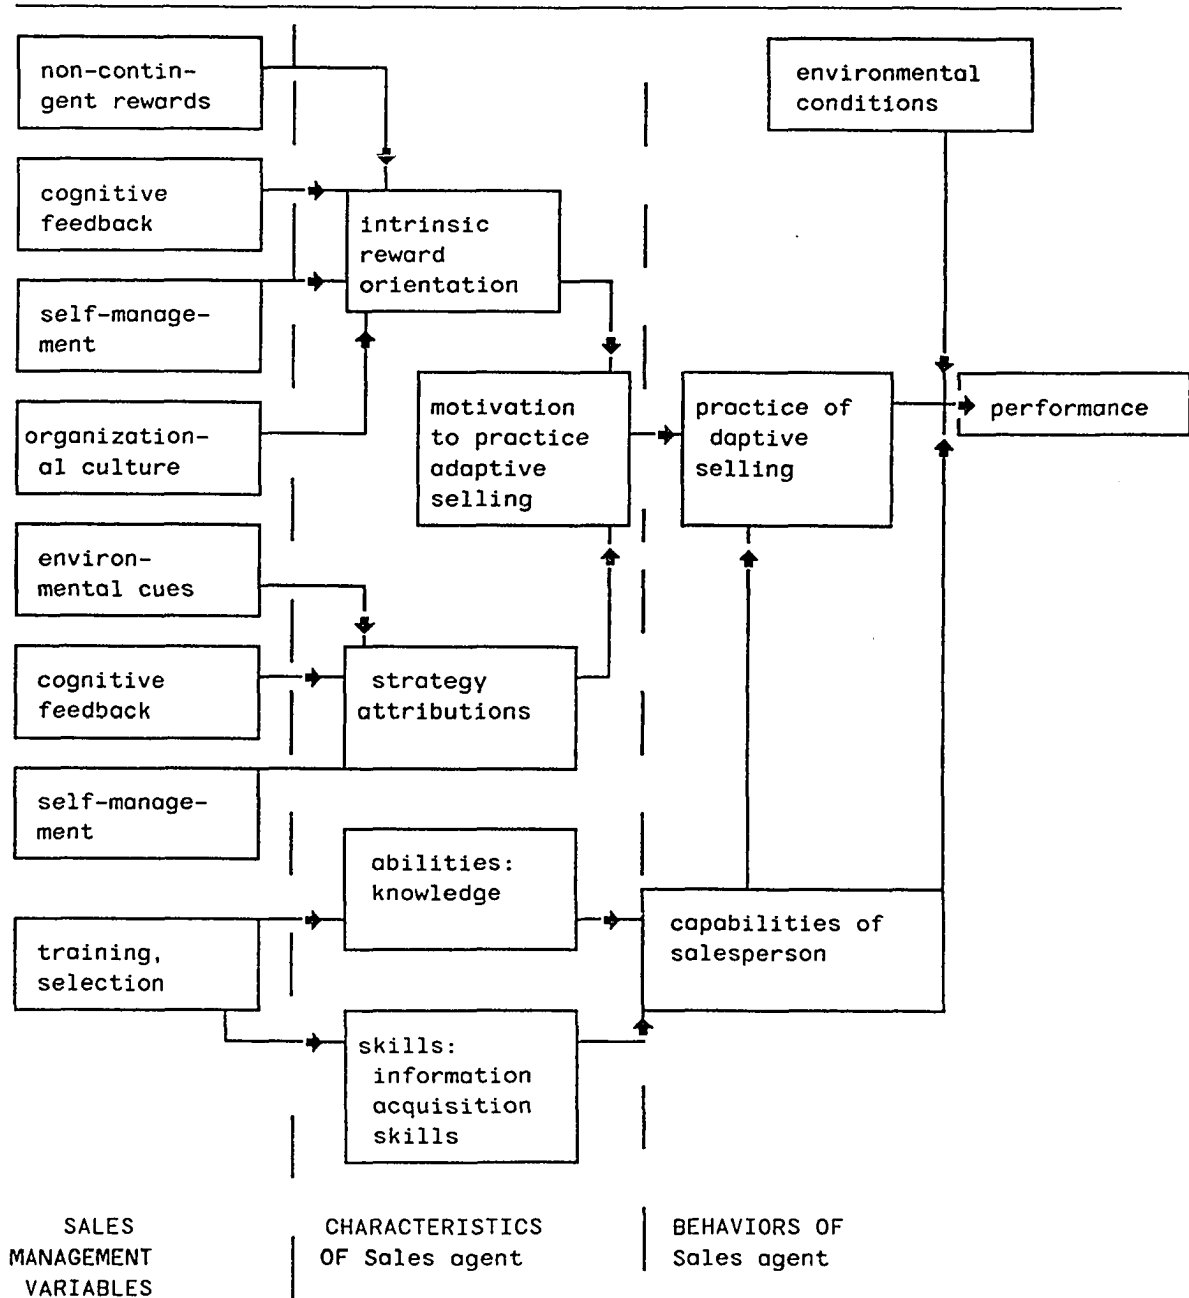 non-contin-
gent rewards
cognitive
feedback
self-manage-
ment
organization-
al culture
environ-
mental cues
cognitive
feedback
self-manage-
ment
training,
selection
intrinsic
reward
orientation
motivation
to practice
adaptive
selling
strategy
attributions
abilities:
knowledge
skills:
information
acquisition
skills
environmental
conditions
practice of
daptive
selling
performance
capabilities of
salesperson
SALES
MANAGEMENT
VARIABLES
CHARACTERISTICS
OF Sales agent
BEHAVIORS OF
Sales agent